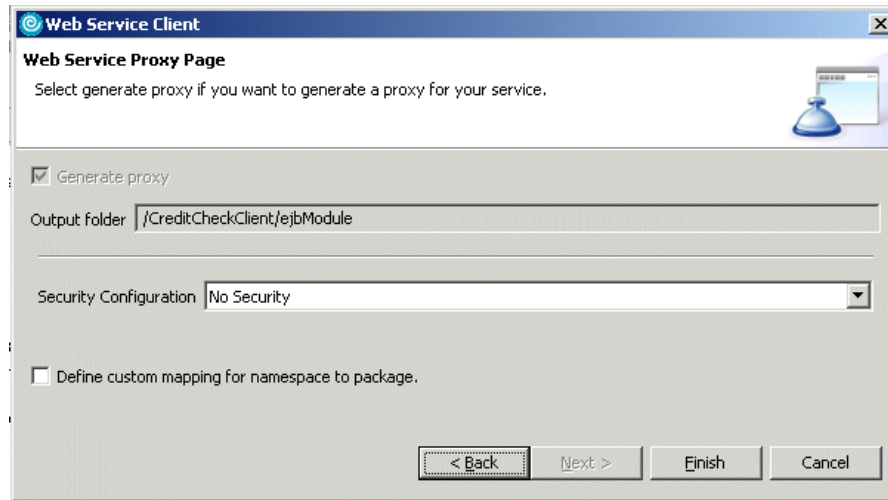 Web Service Client
Web Service Proxy Page
Select generate proxy if you want to generate a proxy for your service.
Generate proxy
Output folder /CreditCheckClient/ejbModule
Security Configuration No Security
Define custom mapping for namespace to package.
< Back Next > Finish Cancel